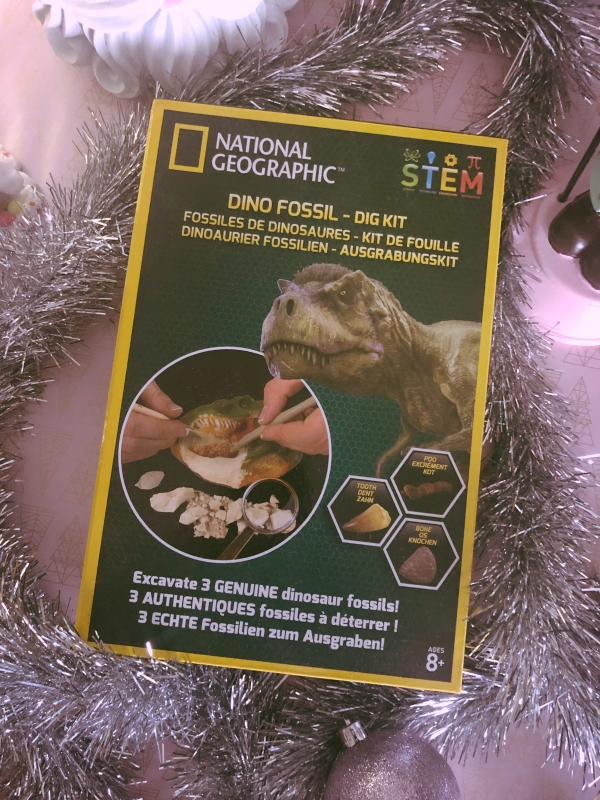 NATIONAL
GEOGRAPHIC™
STEM
DINO FOSSIL - DIG KIT
FOSSILES DE DINOSAURES - KIT DE FOUILLE
DINOAURIER FOSSILIEN - AUSGRABUNGSKIT
POO
EXCRÉMENT
KOT
TOOTH
DENT
ZAHN
BONE
OS
KNOCHEN
Excavate 3 GENUINE dinosaur fossils!
3 AUTHENTIQUES fossiles à déterrer !
3 ECHTE Fossilien zum Ausgraben!
AGES
8+